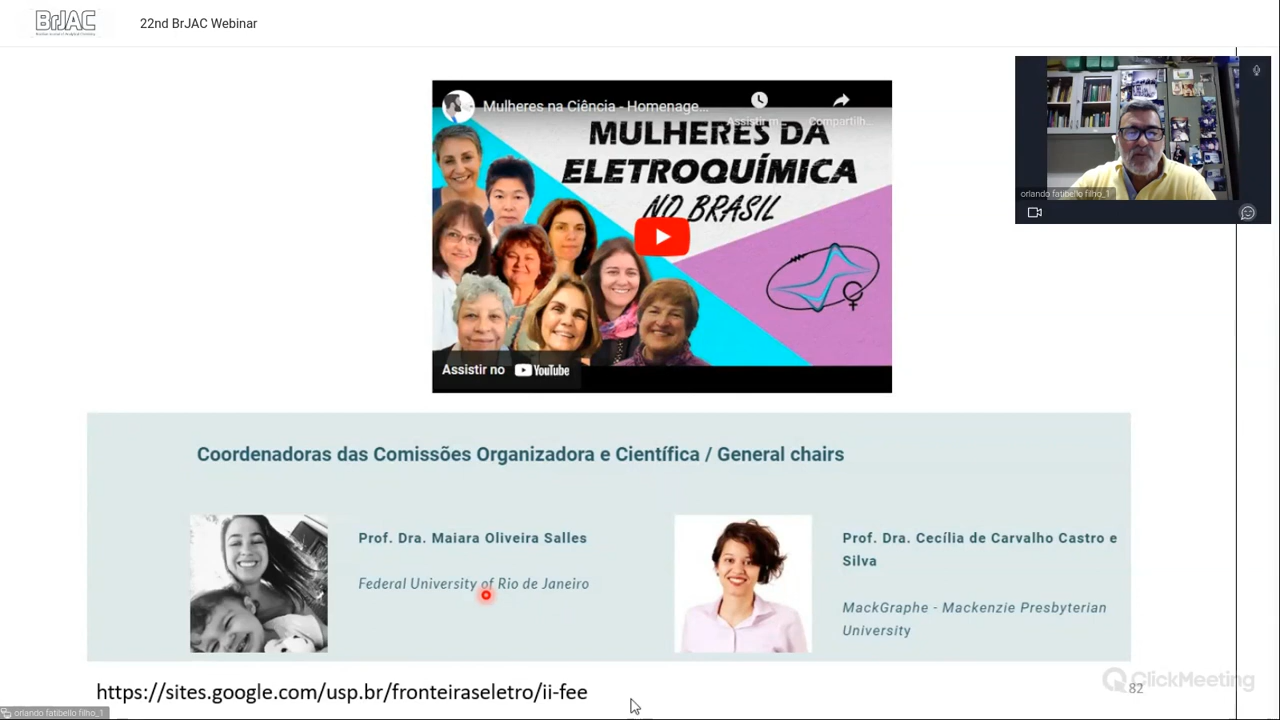 BrJAC
22nd BrJAC Webinar
Mulheres na Ciência - Homenage...
Assistir m...
Compartilh...
MULHERES DA
ELETROQUÍMICA
NO BRASIL
Assistir no YouTube
orlando fatibello filho_1
Coordenadoras das Comissões Organizadora e Científica / General chairs
Prof. Dra. Maiara Oliveira Salles
Federal University of Rio de Janeiro
Prof. Dra. Cecília de Carvalho Castro e
Silva
MackGraphe - Mackenzie Presbyterian
University
https://sites.google.com/usp.br/fronteiraseletro/ii-fee
ClickMeeting
82
orlando fatibello filho_1